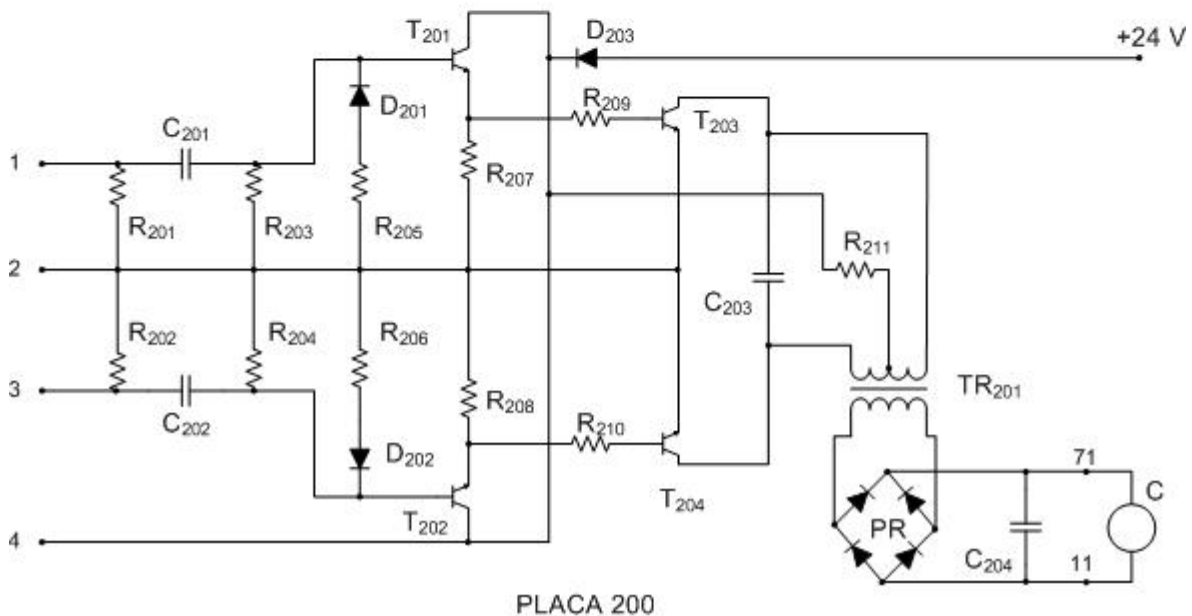 T201
D203
+24 V
R209
T203
D201
C201
1
R207
R201
R203
R205
R211
2
C203
R202
R204
R206
3
C202
R208
TR201
R210
D202
T204
71
C
T202
PR
4
C204
11
PLACA 200